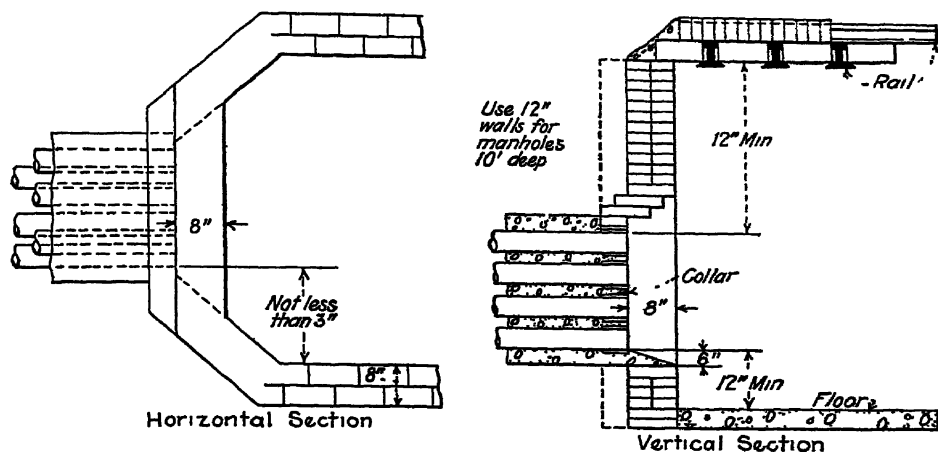 8"
Not less
than 3"
8"
Horizontal Section
Use 12"
walls for
manholes
10' deep
Rail
12" Min
Collar
8"
6"
12" Min
Floor
Vertical Section